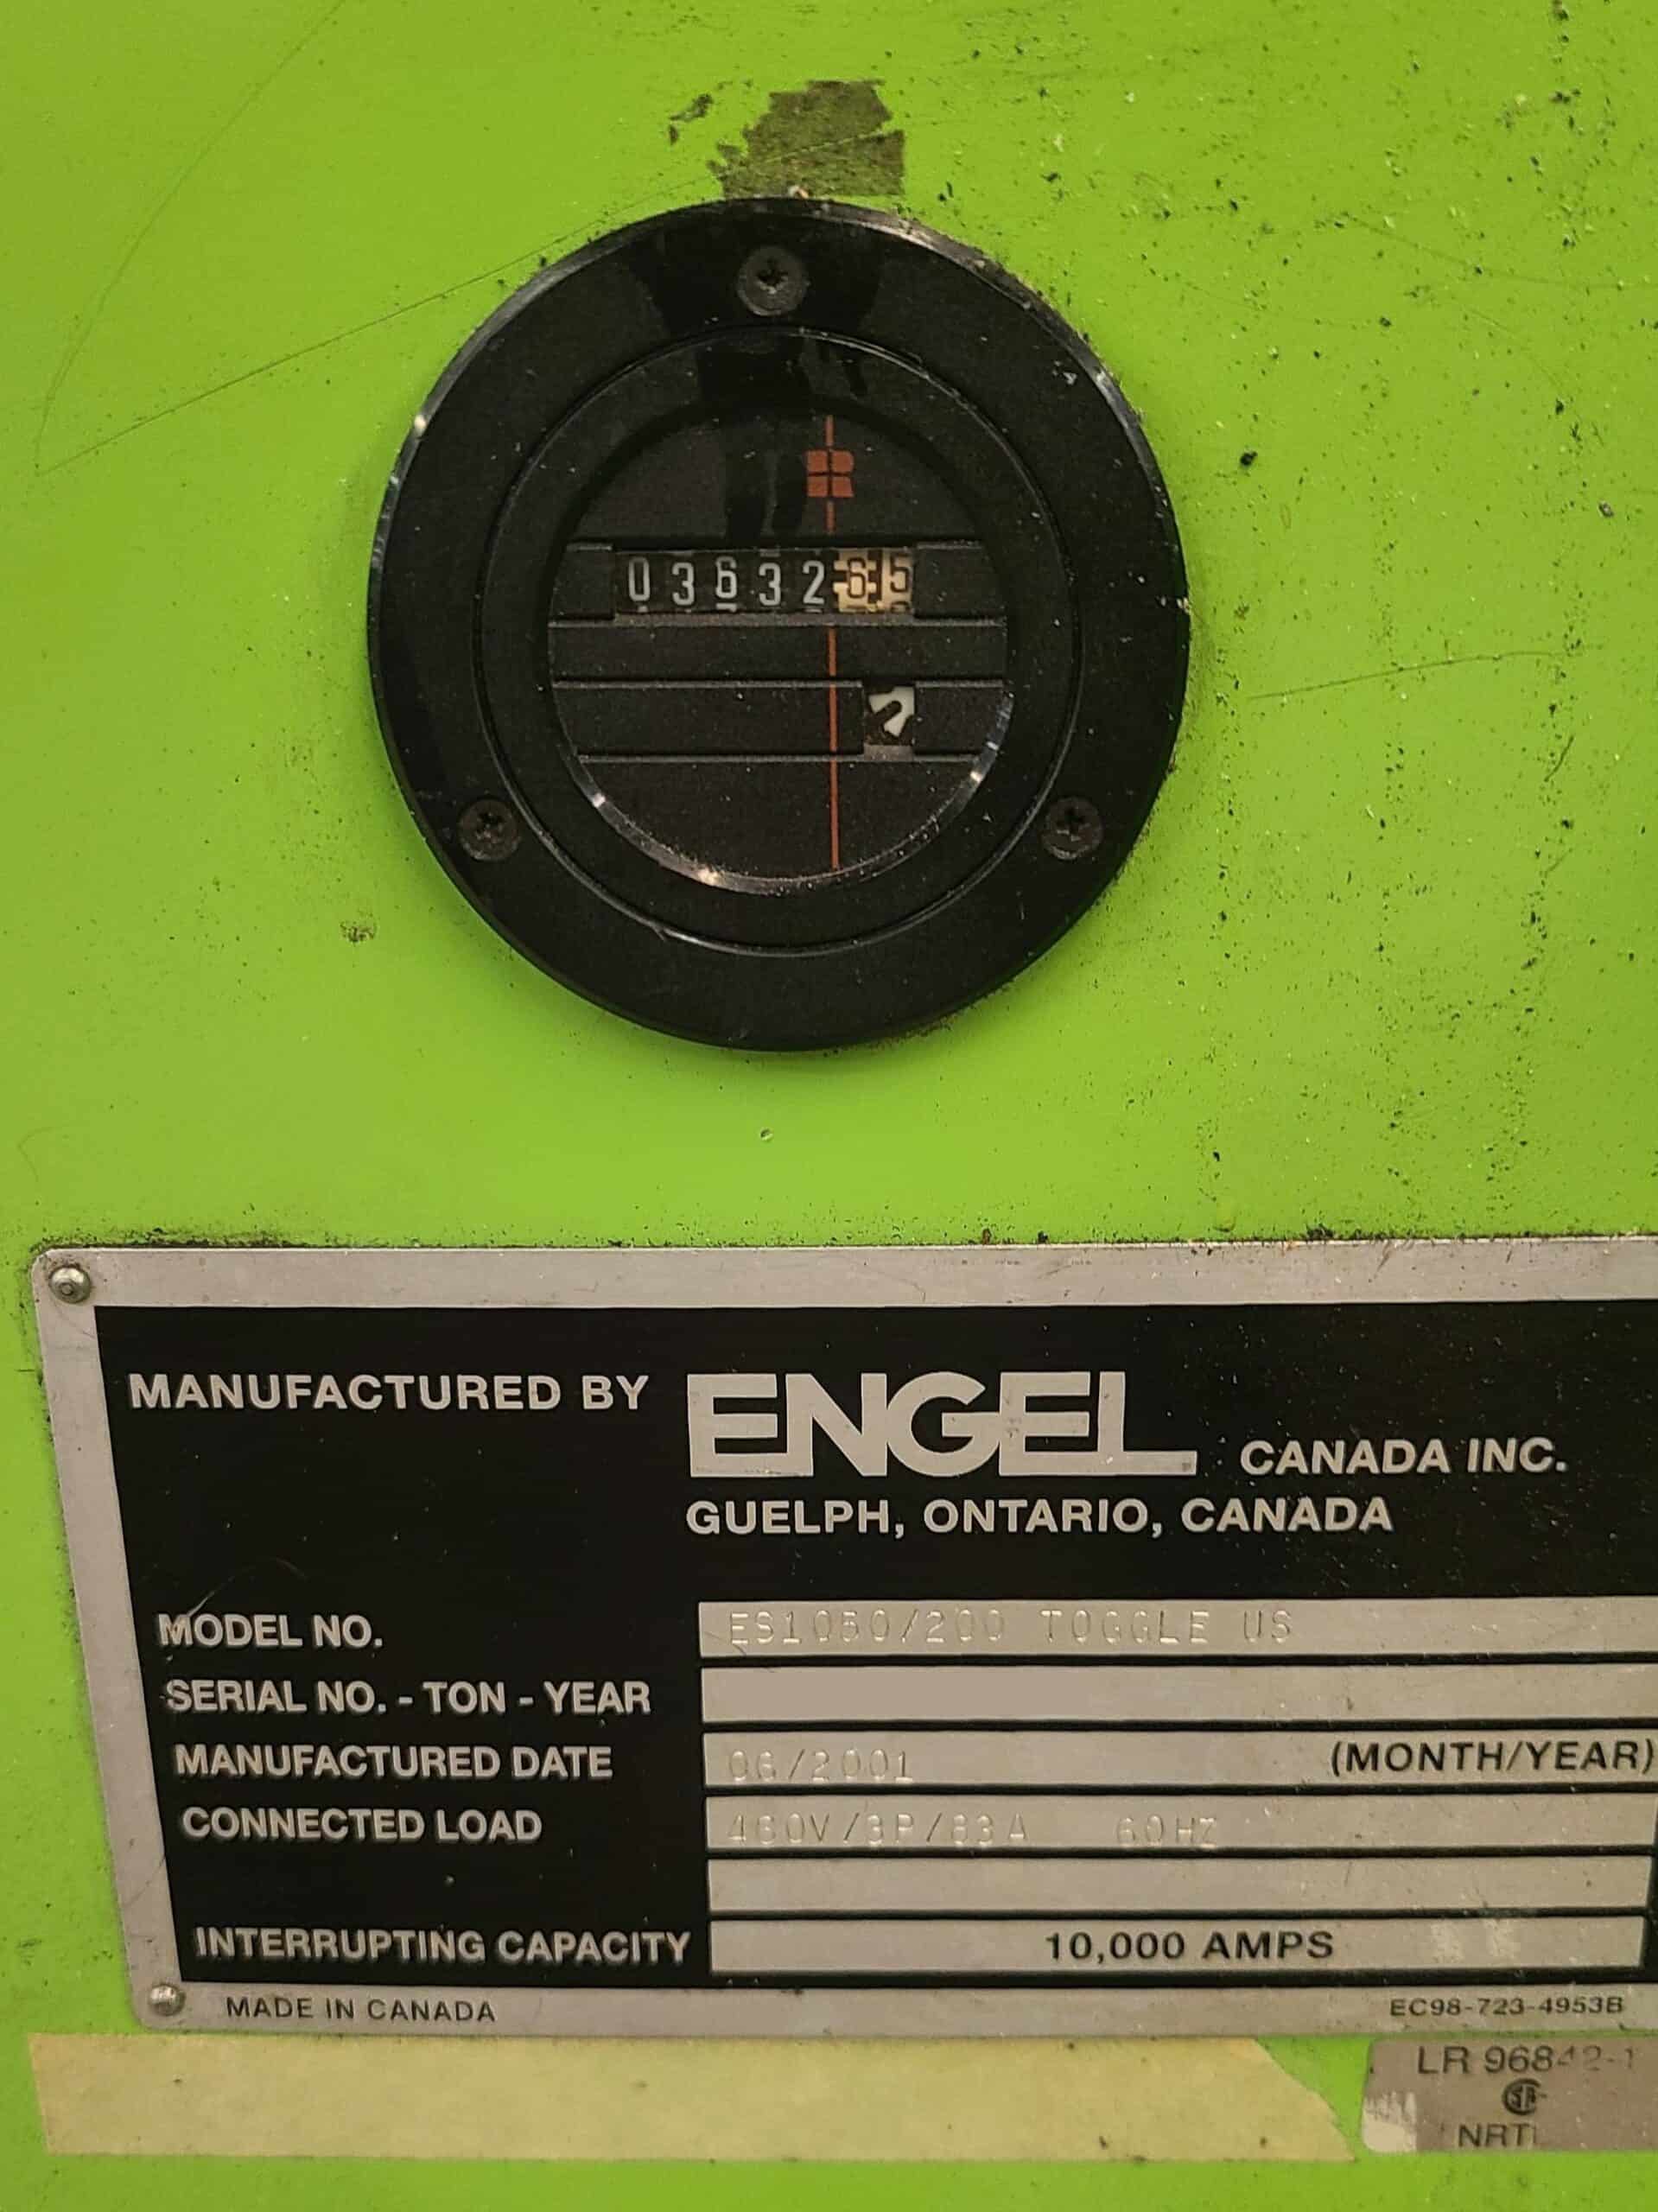 R
0363265
MANUFACTURED BY ENGEL CANADA INC.
GUELPH, ONTARIO, CANADA
MODEL NO. ES1050/200 TOGGLE US
SERIAL NO. - TON - YEAR
MANUFACTURED DATE 06/2001 (MONTH/YEAR)
CONNECTED LOAD 460V/3P/83A 60HZ
INTERRUPTING CAPACITY 10,000 AMPS
MADE IN CANADA EC98-723-4953B
LR 96842-1
NRTL